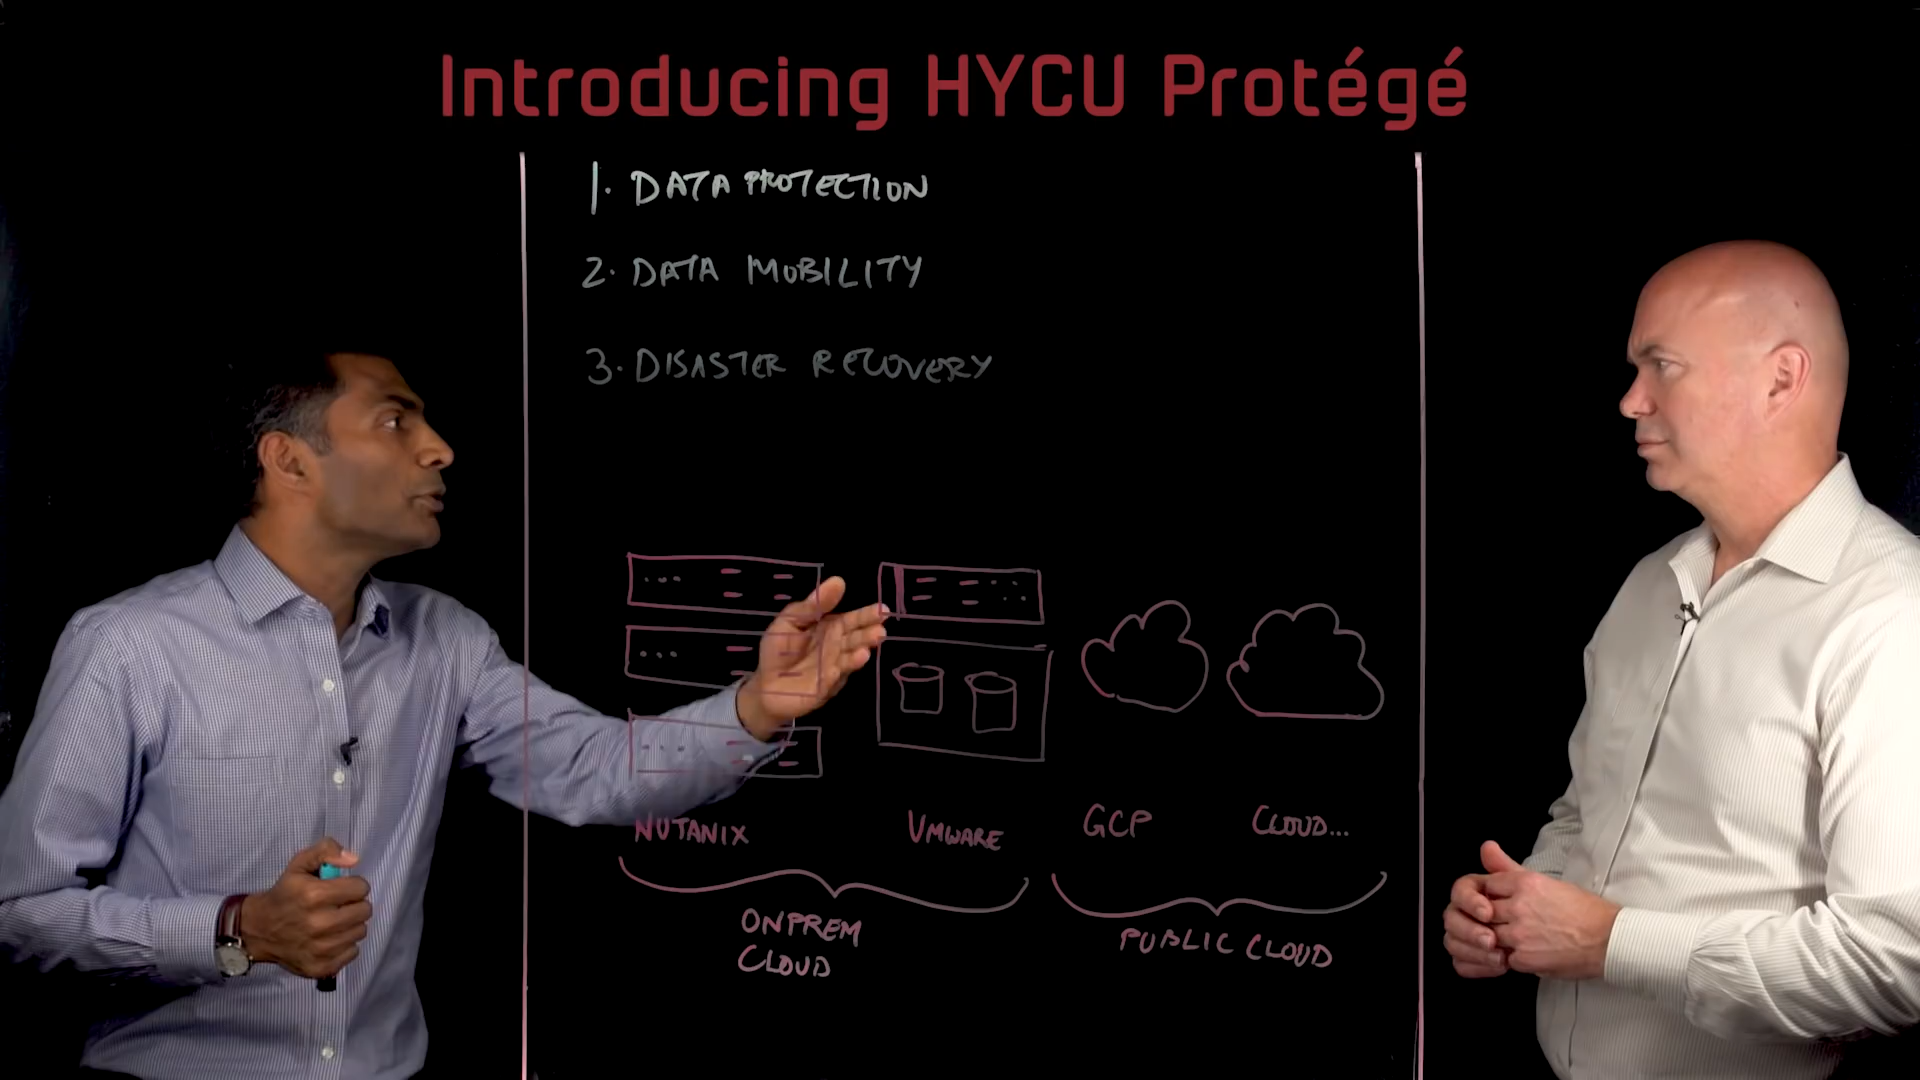 Introducing HYCU Protégé
1. DATA PROTECTION
2. DATA MOBILITY
3. DISASTER RECOVERY
NUTANIX VMWARE GCP CLOUD...
ONPREM CLOUD
PUBLIC CLOUD